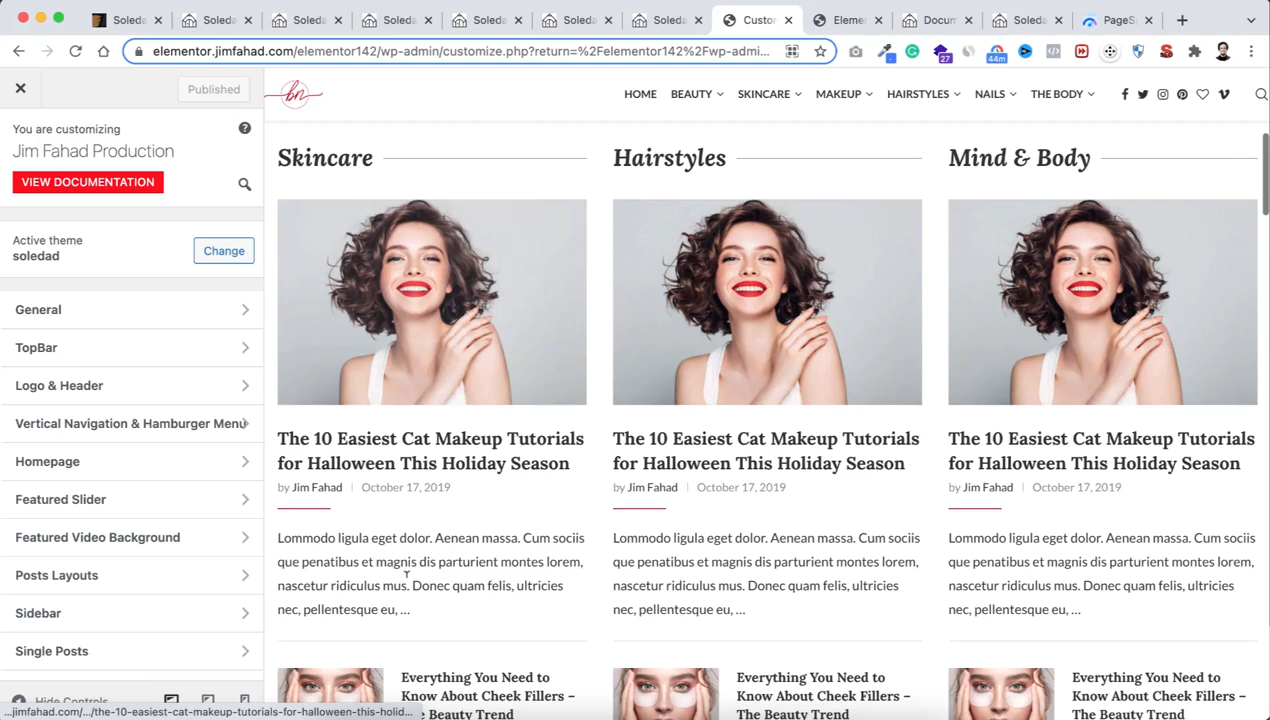 Soleda
Soleda
Soleda
Soleda
Soleda
Soleda
Soleda
Custom
Elemen
Docum
Soleda
PageSp
elementor.jimfahad.com/elementor142/wp-admin/customize.php?return=%2Felementor142%2Fwp-admi...
27
44m
Published
You are customizing
Jim Fahad Production
VIEW DOCUMENTATION
Active theme
soledad
Change
General
TopBar
Logo & Header
Vertical Navigation & Hamburger Menu
Homepage
Featured Slider
Featured Video Background
Posts Layouts
Sidebar
Single Posts
Hide Controls
bn
HOME BEAUTY SKINCARE MAKEUP HAIRSTYLES NAILS THE BODY
Skincare
Hairstyles
Mind & Body
The 10 Easiest Cat Makeup Tutorials
for Halloween This Holiday Season
by Jim Fahad October 17, 2019
Lommodo ligula eget dolor. Aenean massa. Cum sociis
que penatibus et magnis dis parturient montes lorem,
nascetur ridiculus mus. Donec quam felis, ultricies
nec, pellentesque eu, ...
The 10 Easiest Cat Makeup Tutorials
for Halloween This Holiday Season
by Jim Fahad October 17, 2019
Lommodo ligula eget dolor. Aenean massa. Cum sociis
que penatibus et magnis dis parturient montes lorem,
nascetur ridiculus mus. Donec quam felis, ultricies
nec, pellentesque eu, ...
The 10 Easiest Cat Makeup Tutorials
for Halloween This Holiday Season
by Jim Fahad October 17, 2019
Lommodo ligula eget dolor. Aenean massa. Cum sociis
que penatibus et magnis dis parturient montes lorem,
nascetur ridiculus mus. Donec quam felis, ultricies
nec, pellentesque eu, ...
Everything You Need to
Know About Cheek Fillers –
The Beauty Trend
Everything You Need to
Know About Cheek Fillers –
The Beauty Trend
Everything You Need to
Know About Cheek Fillers –
The Beauty Trend
...jimfahad.com/.../the-10-easiest-cat-makeup-tutorials-for-halloween-this-holid...